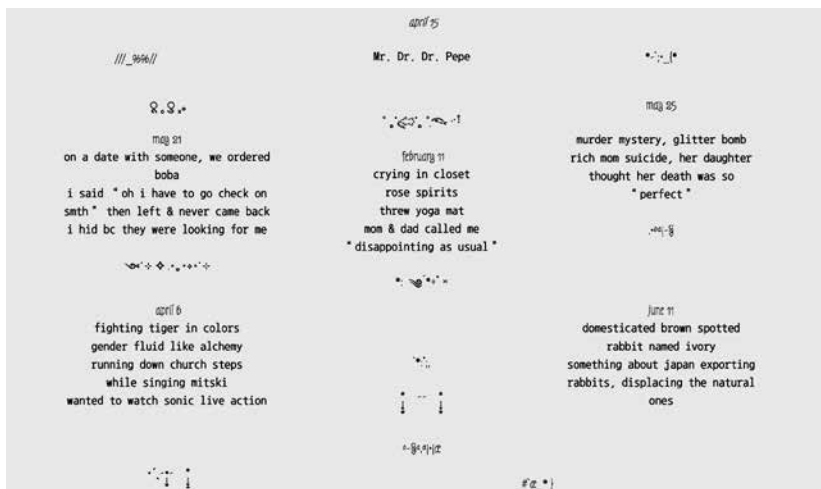 april 15
Mr. Dr. Dr. Pepe
may 21
on a date with someone, we ordered
boba
i said "oh i have to go check on
smth" then left & never came back
i hid bc they were looking for me
february 11
crying in closet
rose spirits
threw yoga mat
mom & dad called me
"disappointing as usual"
may 25
murder mystery, glitter bomb
rich mom suicide, her daughter
thought her death was so
"perfect"
april 6
fighting tiger in colors
gender fluid like alchemy
running down church steps
while singing mitski
wanted to watch sonic live action
june 11
domesticated brown spotted
rabbit named ivory
something about japan exporting
rabbits, displacing the natural
ones